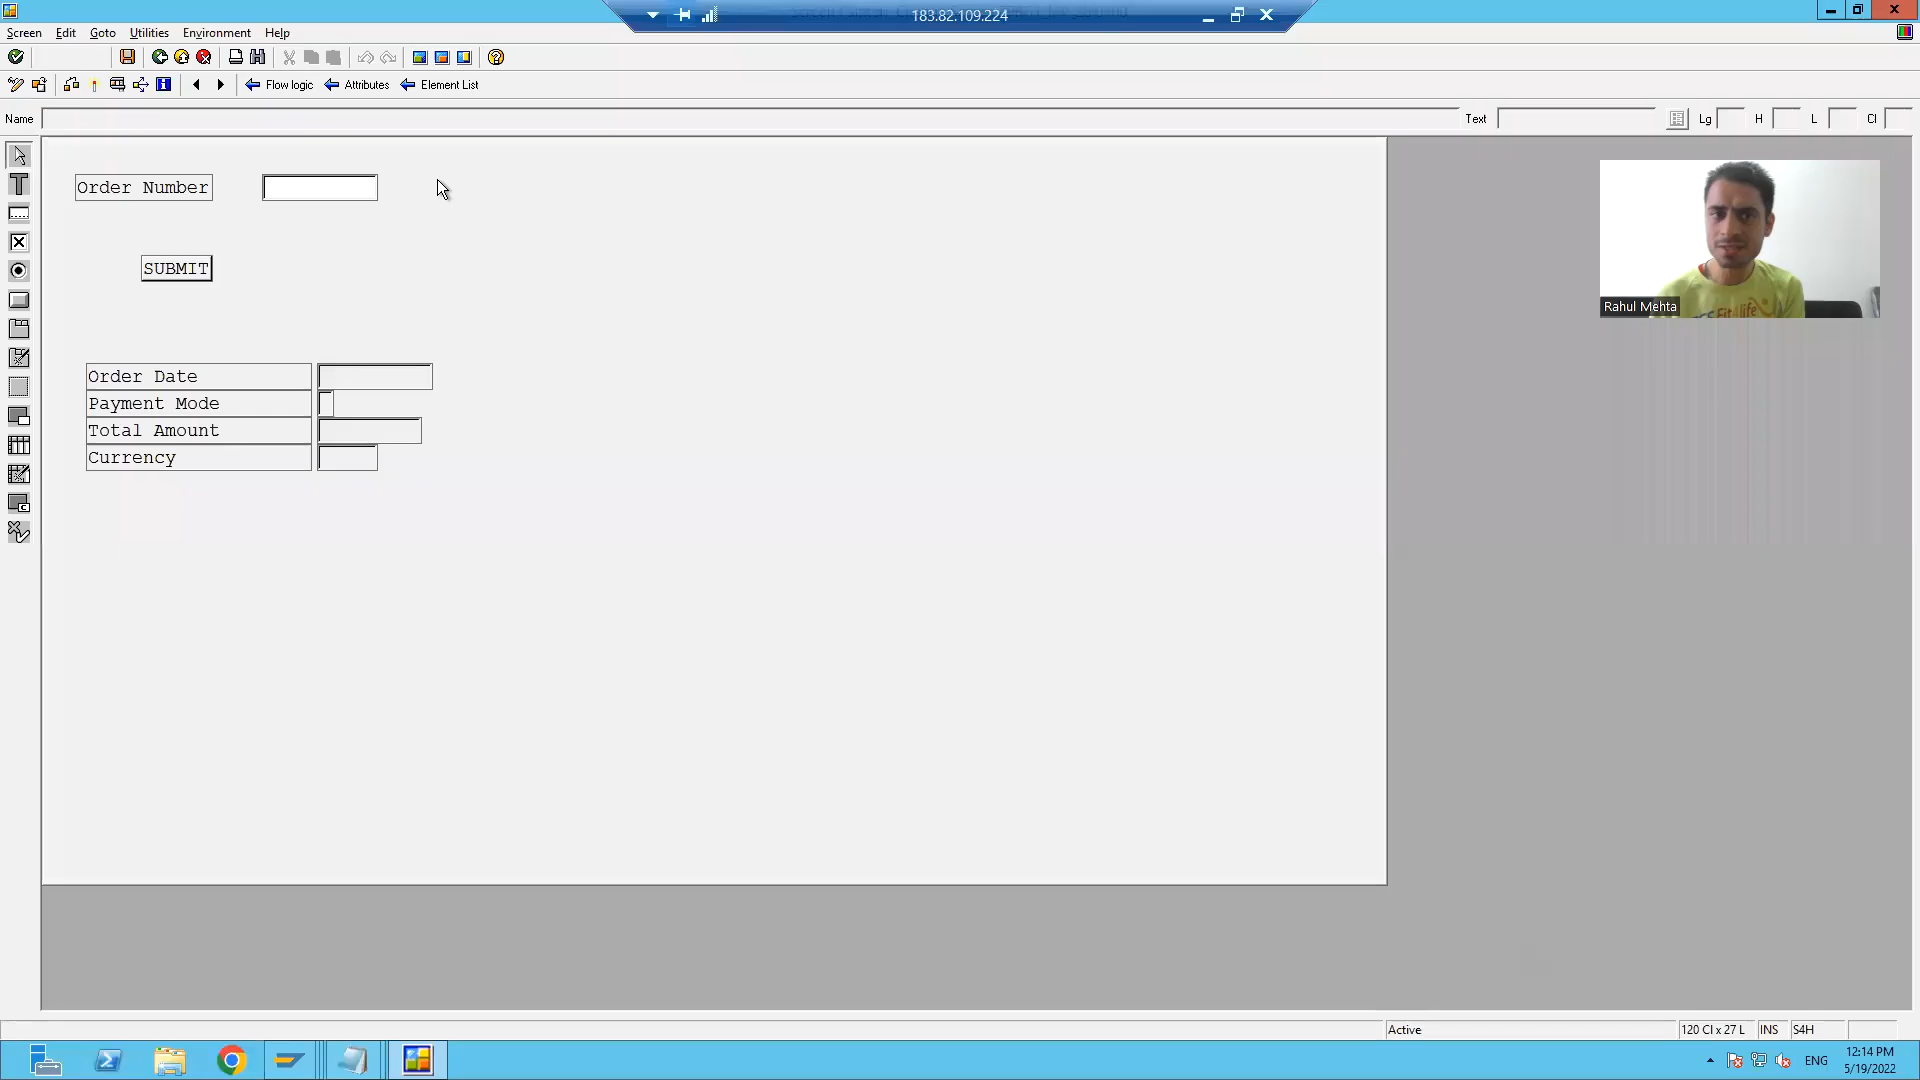 183.82.109.224
Screen Edit Goto Utilities Environment Help
Flow logic Attributes Element List
Name Text Lg H L Cl
Order Number
SUBMIT
Order Date
Payment Mode
Total Amount
Currency
Rahul Mehta
Fit4life
Active 120 Cl x 27 L INS S4H
ENG 12:14 PM
5/19/2022